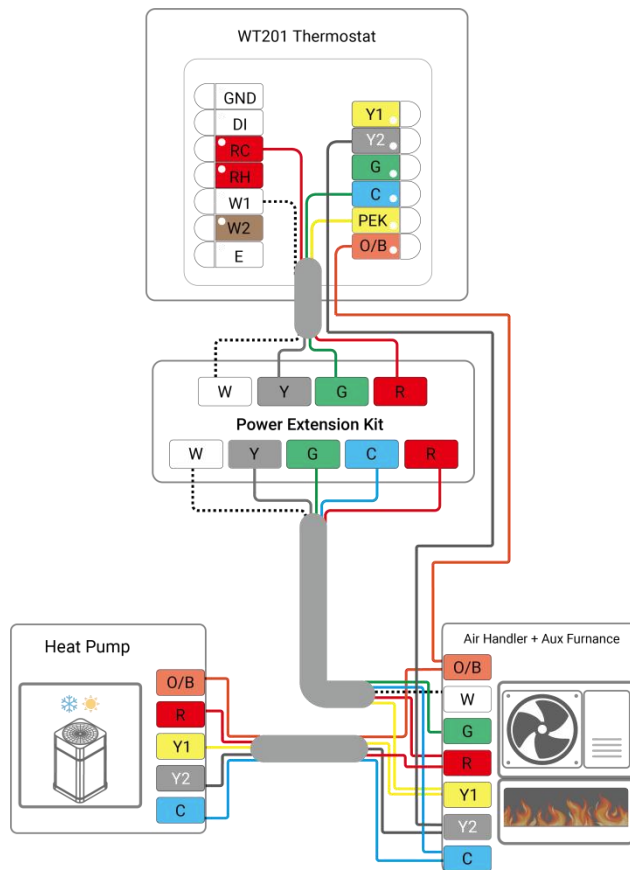 WT201 Thermostat
GND
DI
RC
RH
W1
W2
E
Y1
Y2
G
C
PEK
O/B
W
Y
G
R
Power Extension Kit
W
Y
G
C
R
Heat Pump
O/B
R
Y1
Y2
C
Air Handler + Aux Furnance
O/B
W
G
R
Y1
Y2
C